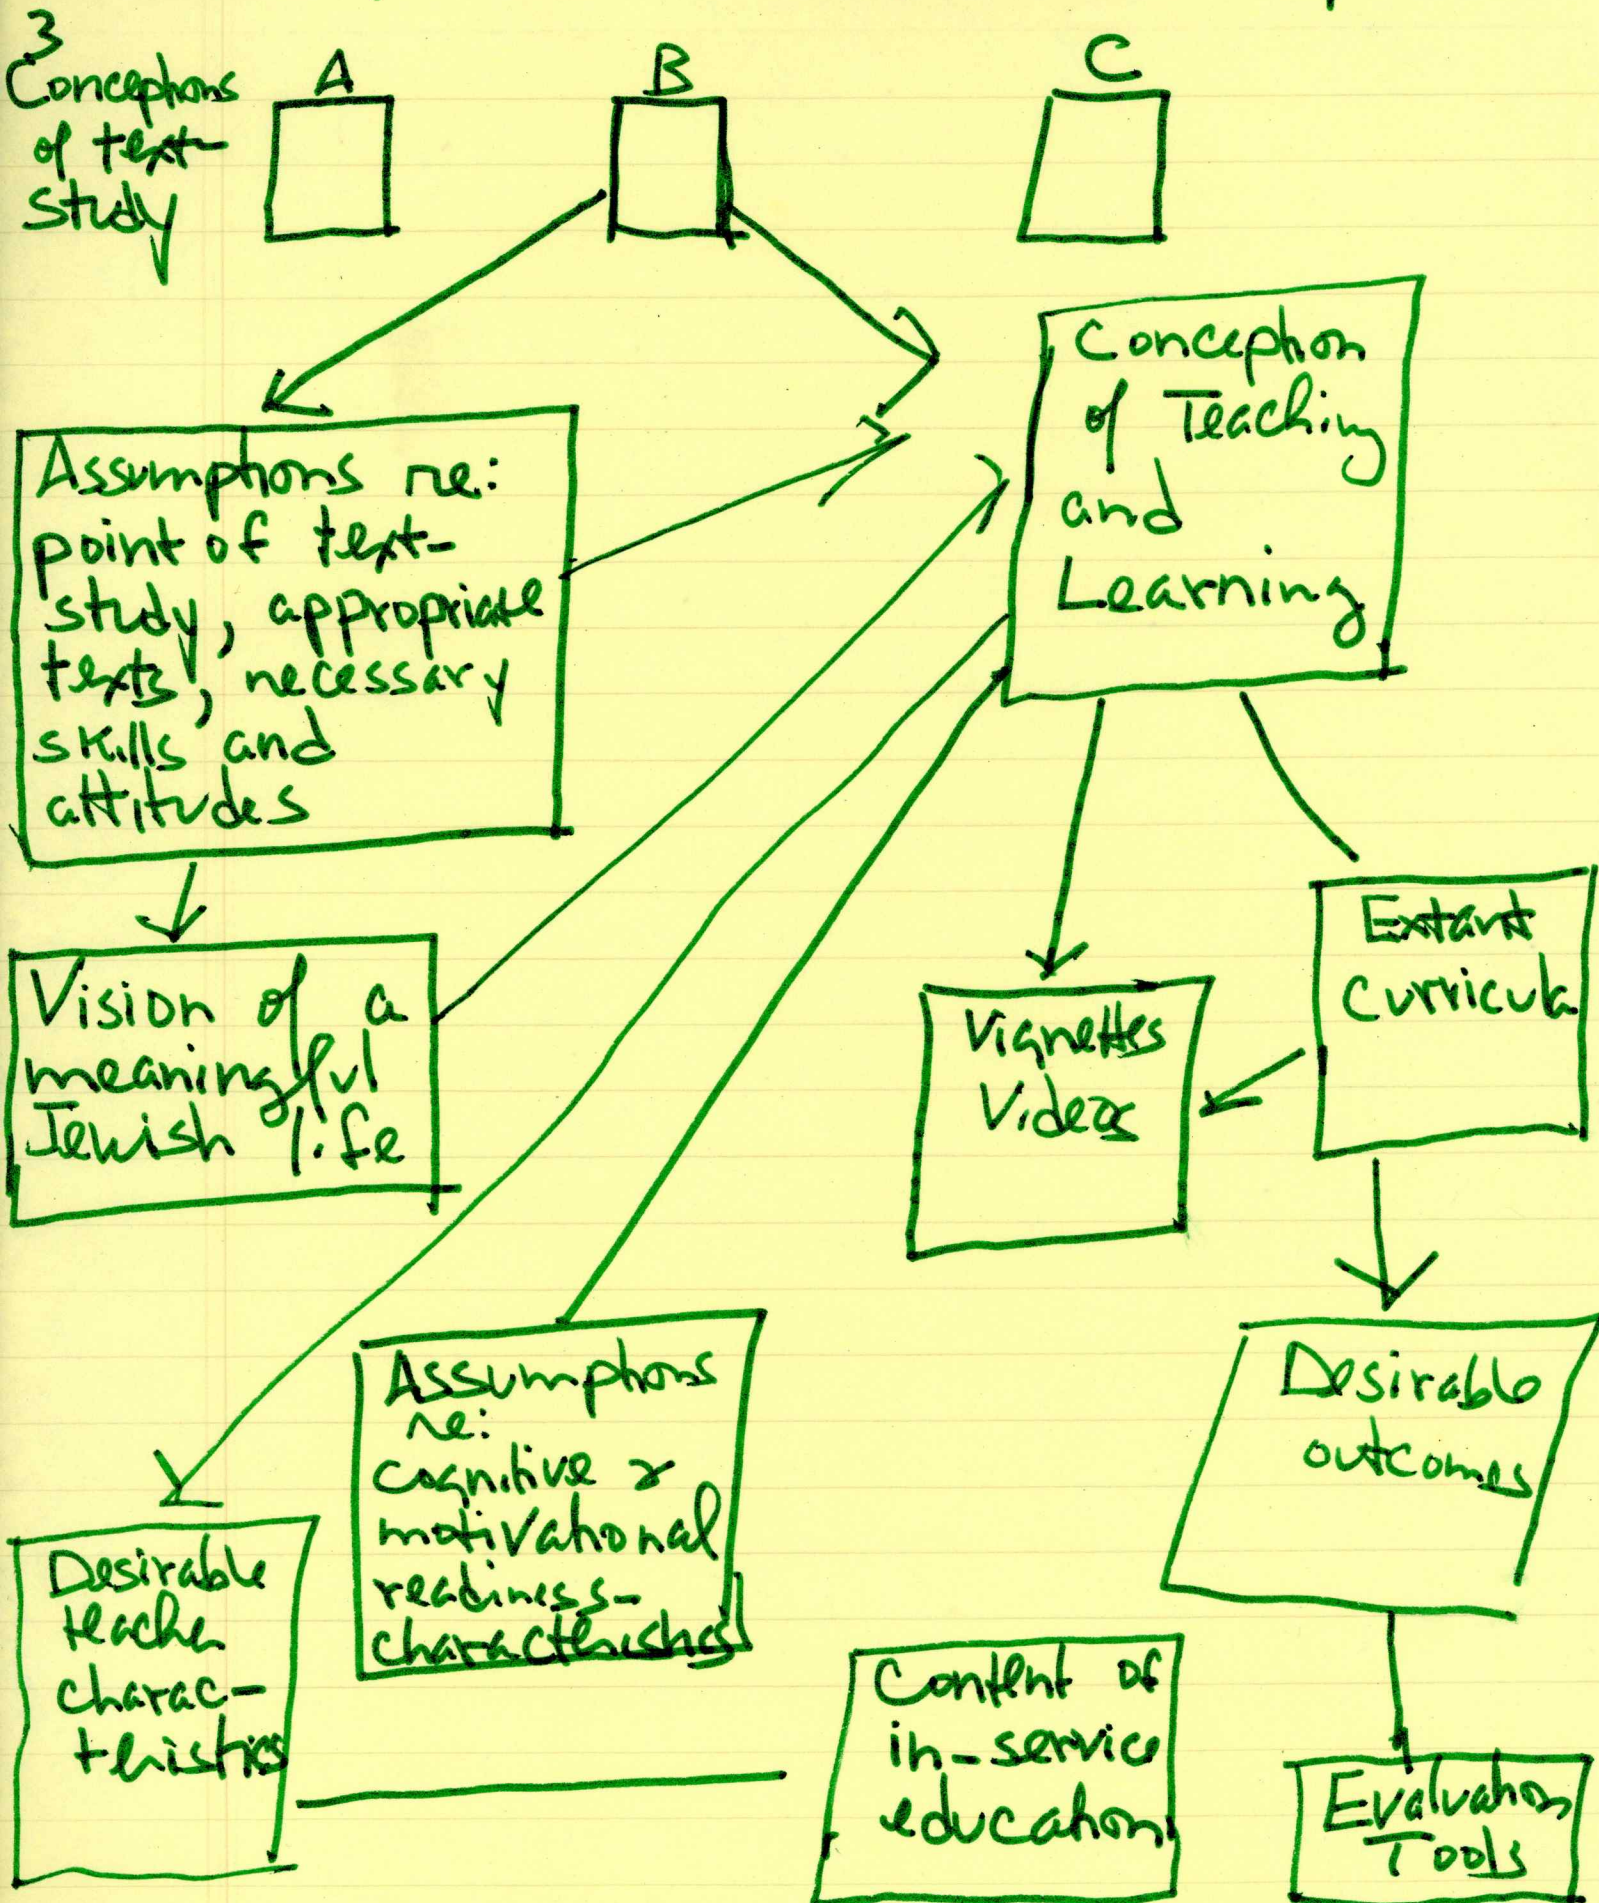 3
Conceptions
of text-
study
A
B
C
Conception
of Teaching
and
Learning
Assumptions re:
point of text-
study, appropriate
texts, necessary
skills and
attitudes
Vision of a
meaningful
Jewish life
Vignettes
Videos
Extant
Curricula
Assumptions
re:
cognitive &
motivational
readiness-
characteristics
Desirable
outcomes
Desirable
teacher
charac-
teristics
Content of
in-service
education
Evaluation
Tools